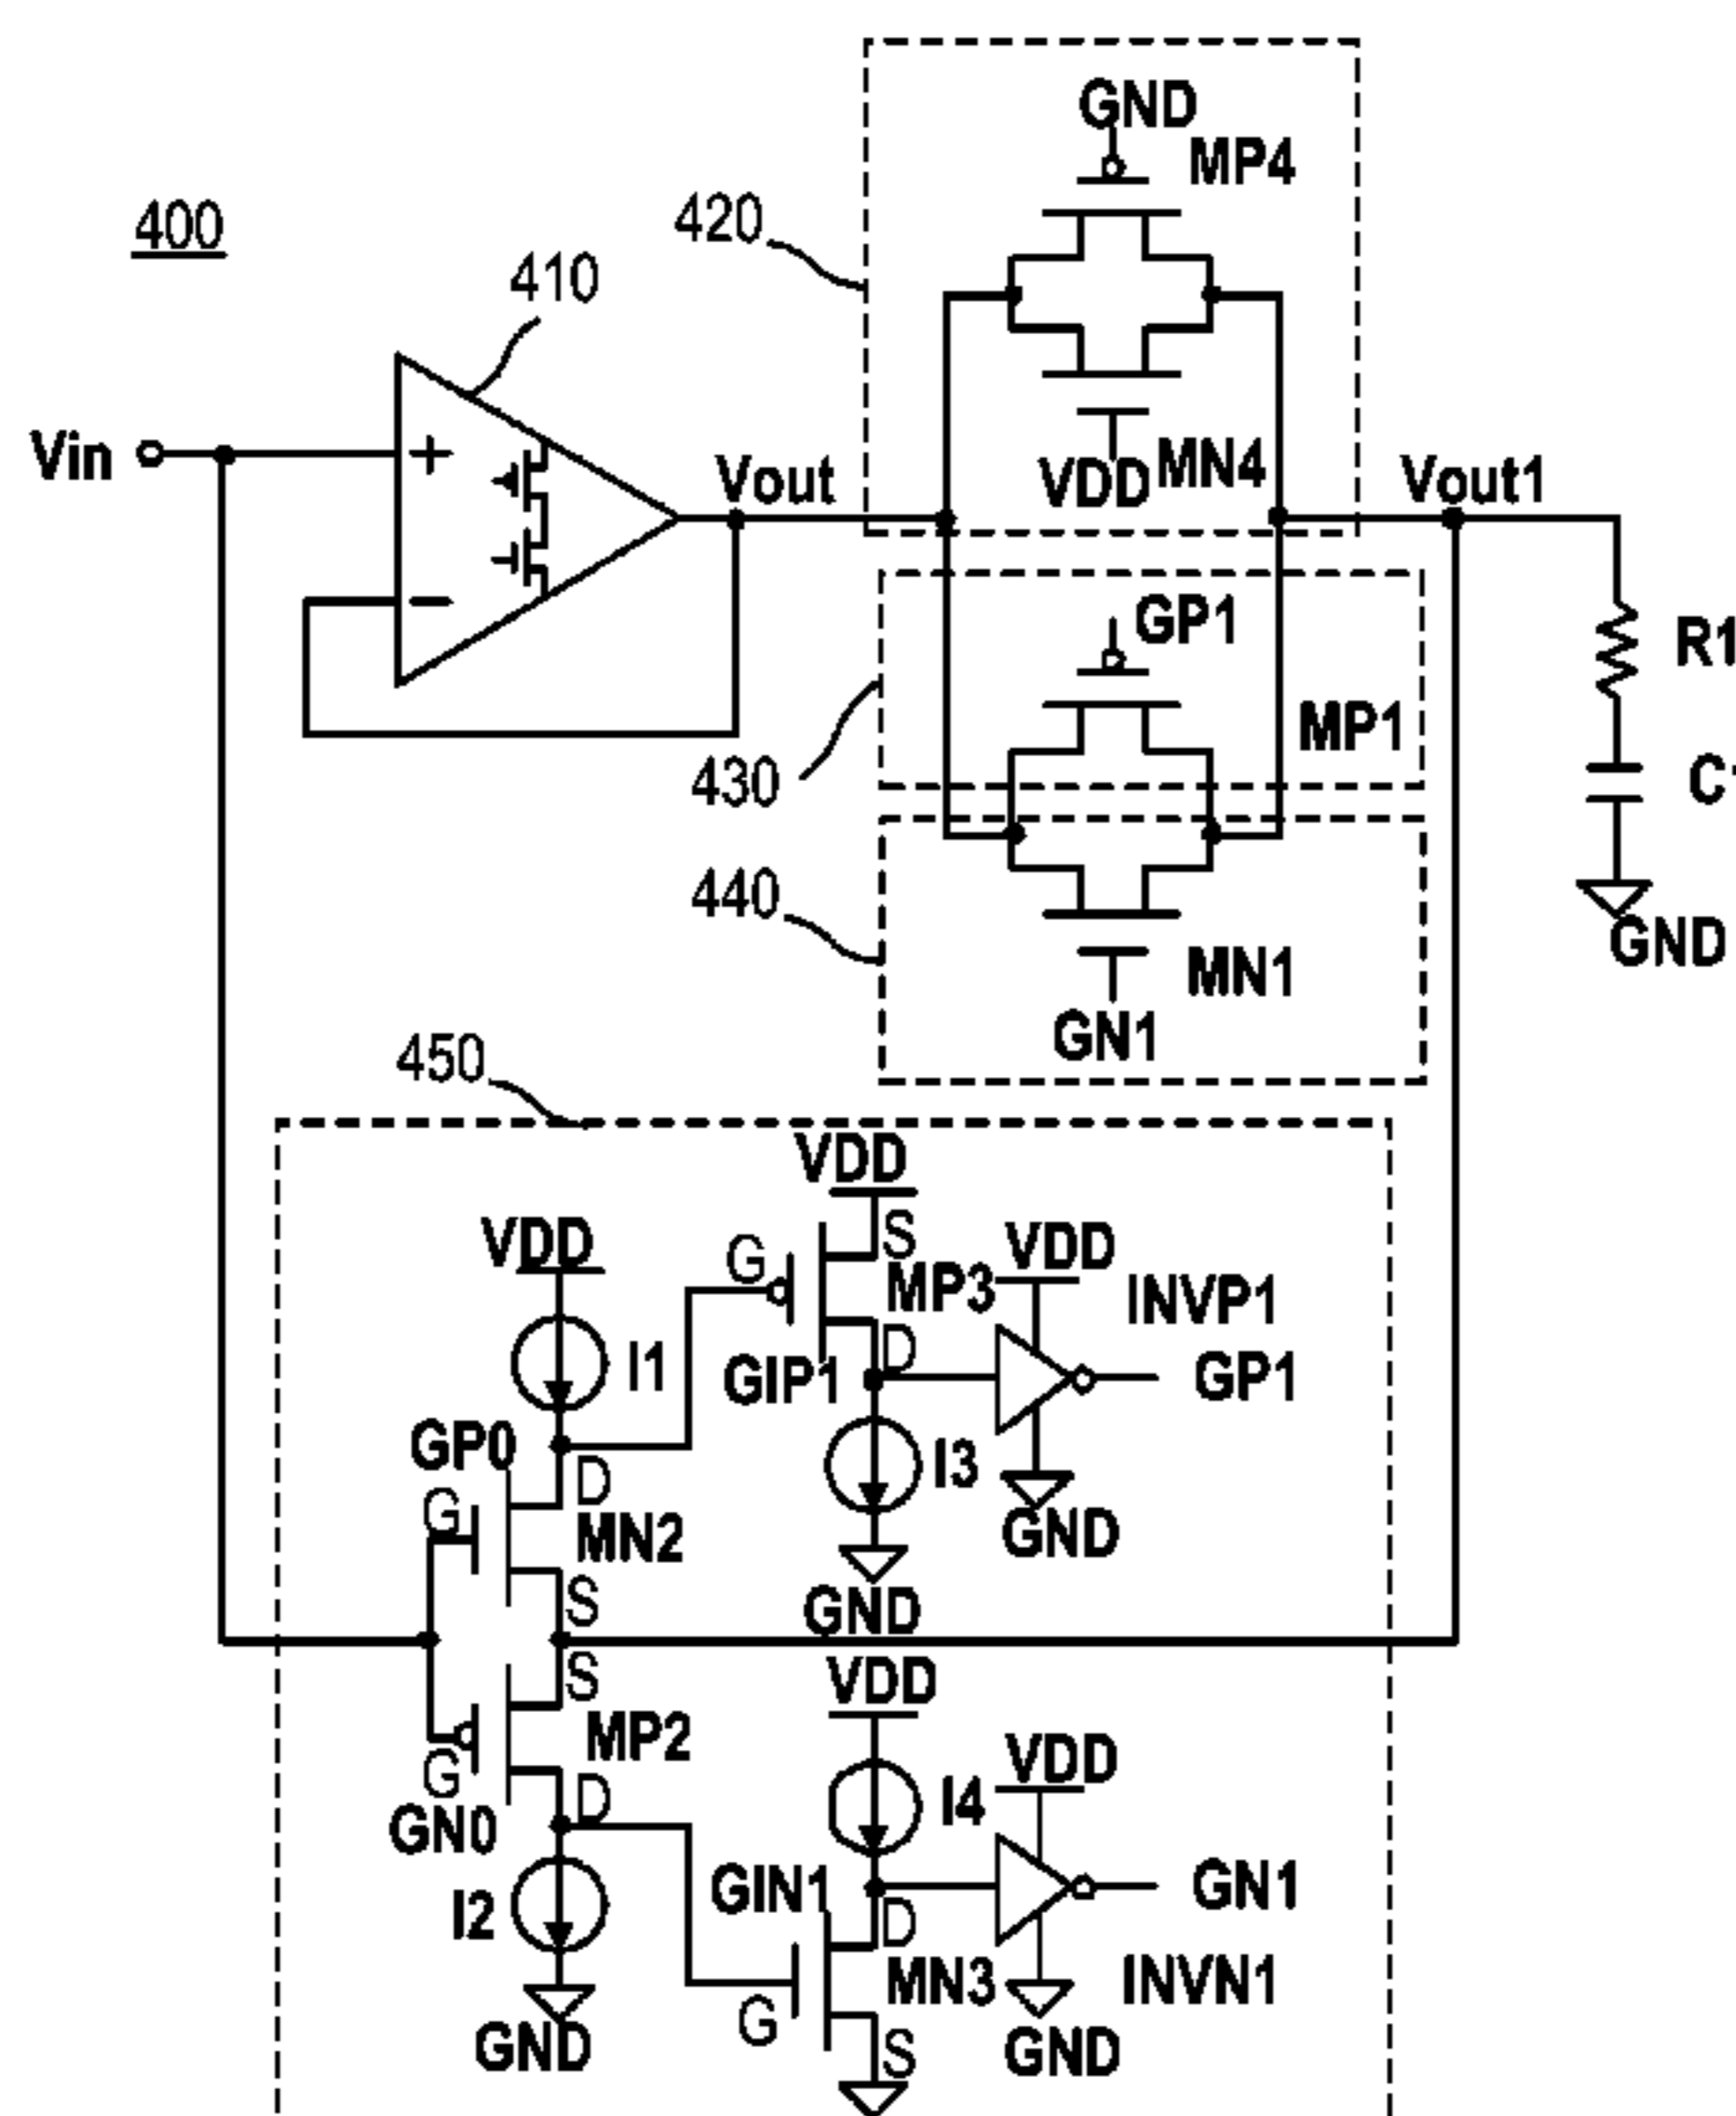 400
410
420
GND
MP4
Vin
+
−
Vout
VDD
MN4
Vout1
430
GP1
MP1
R1
440
MN1
GN1
GND
450
VDD
VDD
S
G
MP3
VDD
INVP1
I1
GIP1
D
GP1
GP0
D
G
MN2
I3
GND
S
GND
S
VDD
MP2
G
VDD
D
GN0
I4
GIN1
GN1
I2
D
MN3
INVN1
G
S
GND
GND